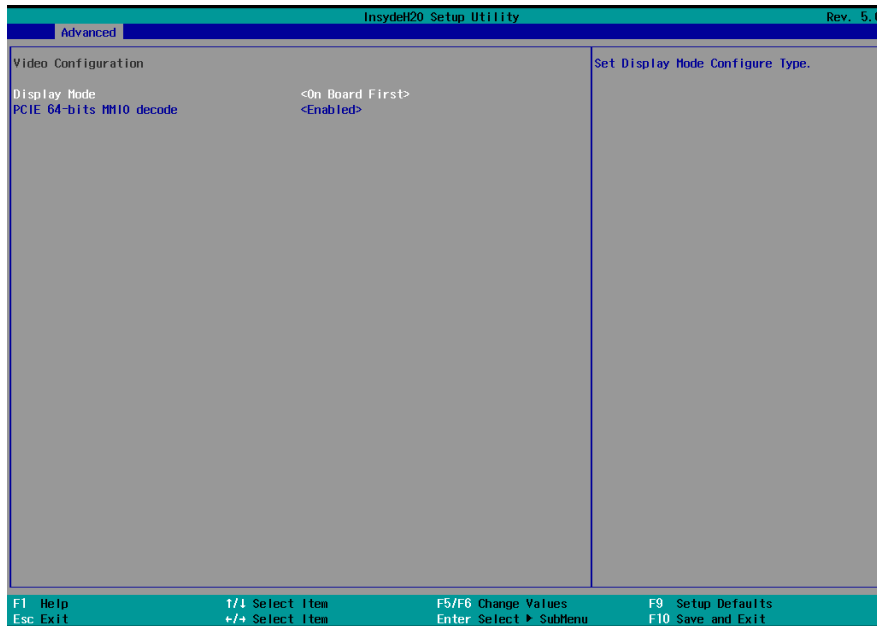 InsydeH20 Setup Utility Rev. 5.
Advanced
Video Configuration
Set Display Mode Configure Type.
Display Mode <On Board First>
PCIE 64-bits MMIO decode <Enabled>
F1 Help ↑/↓ Select Item F5/F6 Change Values F9 Setup Defaults
Esc Exit ←/→ Select Item Enter Select ▶ SubMenu F10 Save and Exit